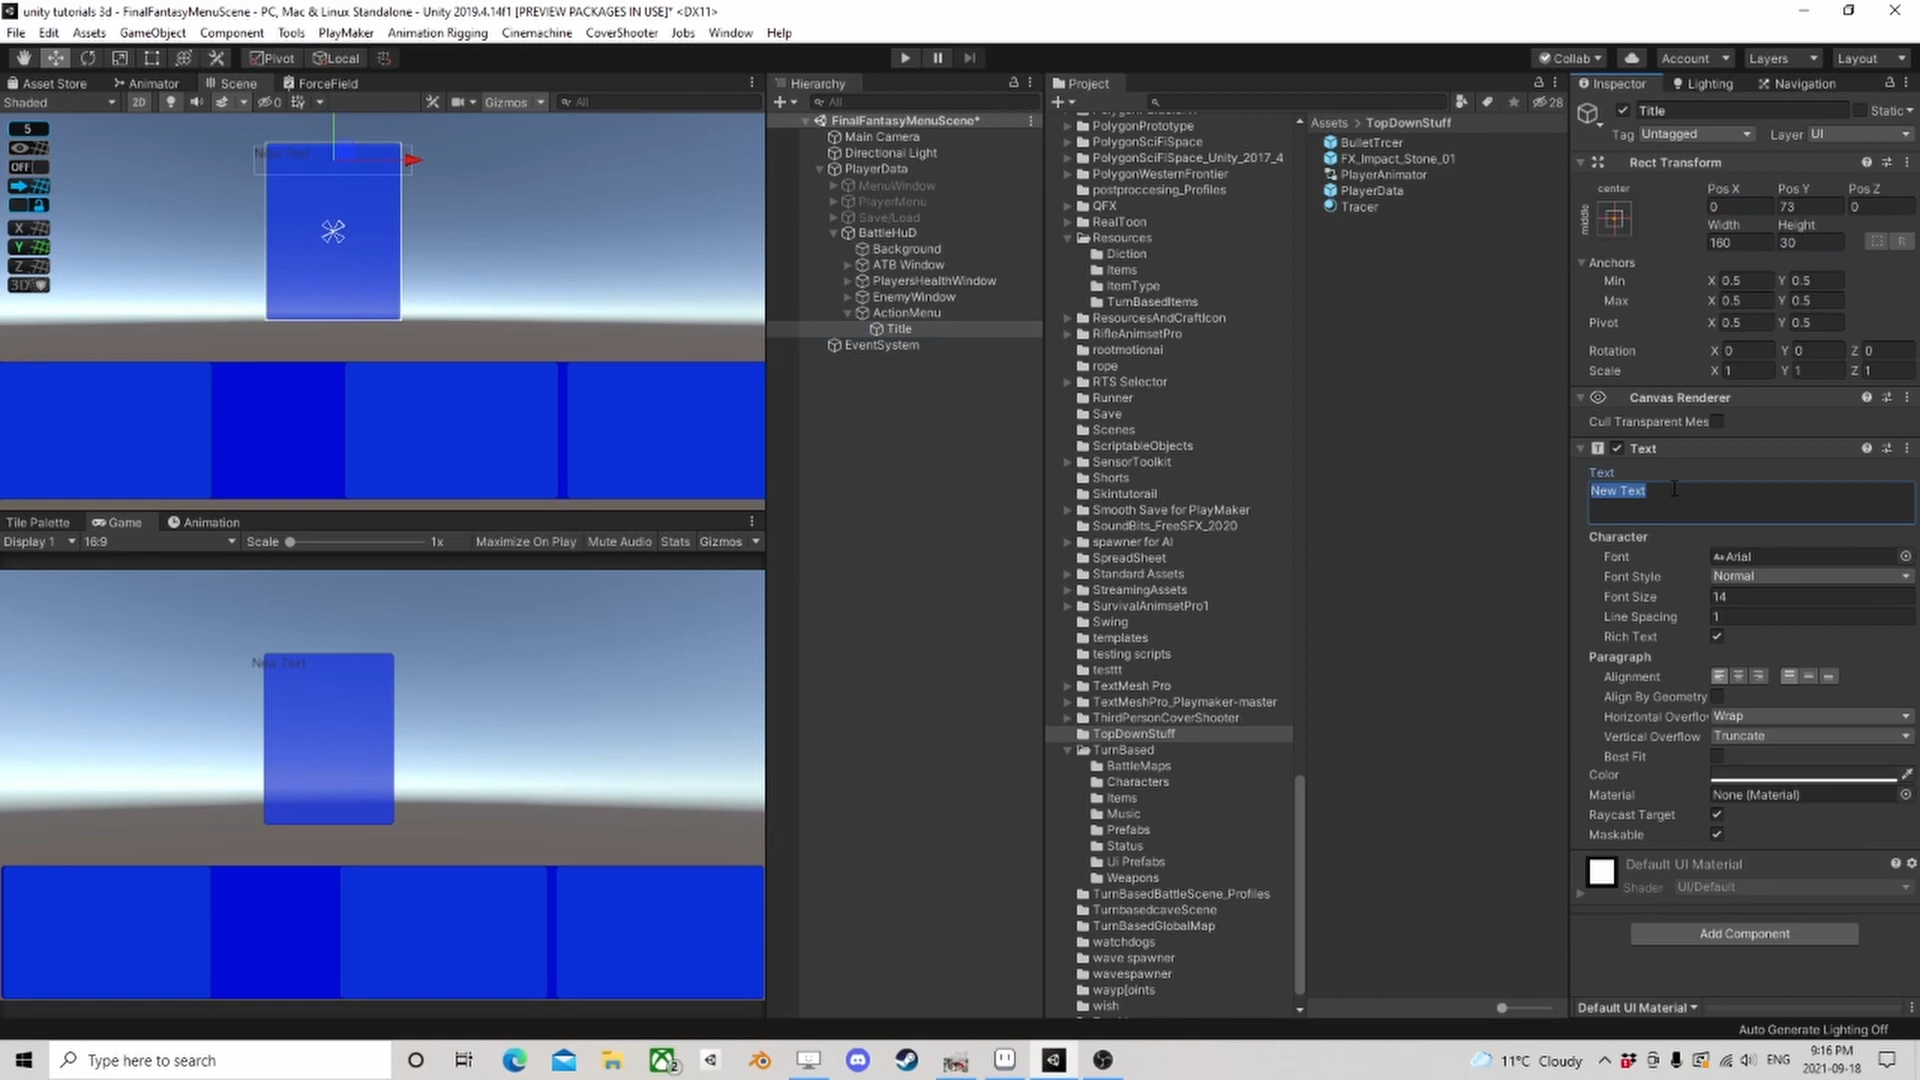 unity tutorials 3d - FinalFantasyMenuScene - PC, Mac & Linux Standalone - Unity 2019.4.14f1 [PREVIEW PACKAGES IN USE]* <DX11>
File Edit Assets GameObject Component Tools PlayMaker Animation Rigging Cinemachine CoverShooter Jobs Window Help
Pivot Local Collab Account Layers Layout
Asset Store Animator Scene ForceField
Shaded 2D 0 Gizmos All
5
OFF
X
Y
Z
3D
New Text
Tile Palette Game Animation
Display 1 16:9 Scale 1x Maximize On Play Mute Audio Stats Gizmos
New Text
Hierarchy
All
FinalFantasyMenuScene*
Main Camera
Directional Light
PlayerData
MenuWindow
PlayerMenu
Save/Load
BattleHuD
Background
ATB Window
PlayersHealthWindow
EnemyWindow
ActionMenu
Title
EventSystem
Project
28
PolygonPrototype
PolygonSciFiSpace
PolygonSciFiSpace_Unity_2017_4
PolygonWesternFrontier
postproccesing_Profiles
QFX
RealToon
Resources
Diction
Items
ItemType
TurnBasedItems
ResourcesAndCraftIcon
RifleAnimsetPro
rootmotionai
rope
RTS Selector
Runner
Save
Scenes
ScriptableObjects
SensorToolkit
Shorts
Skintutorail
Smooth Save for PlayMaker
SoundBits_FreeSFX_2020
spawner for AI
SpreadSheet
Standard Assets
StreamingAssets
SurvivalAnimsetPro1
Swing
templates
testing scripts
testtt
TextMesh Pro
TextMeshPro_Playmaker-master
ThirdPersonCoverShooter
TopDownStuff
TurnBased
BattleMaps
Characters
Items
Music
Prefabs
Status
Ui Prefabs
Weapons
TurnBasedBattleScene_Profiles
TurnbasedcaveScene
TurnBasedGlobalMap
watchdogs
wave spawner
wavespawner
wayp[oints
wish
Assets > TopDownStuff
BulletTrcer
FX_Impact_Stone_01
PlayerAnimator
PlayerData
Tracer
Inspector Lighting Navigation
Title Static
Tag Untagged Layer UI
Rect Transform
center Pos X Pos Y Pos Z
middle 0 73 0
Width Height
160 30 R
Anchors
Min X 0.5 Y 0.5
Max X 0.5 Y 0.5
Pivot X 0.5 Y 0.5
Rotation X 0 Y 0 Z 0
Scale X 1 Y 1 Z 1
Canvas Renderer
Cull Transparent Mes
Text
Text
New Text
Character
Font Arial
Font Style Normal
Font Size 14
Line Spacing 1
Rich Text
Paragraph
Alignment
Align By Geometry
Horizontal Overflo Wrap
Vertical Overflow Truncate
Best Fit
Color
Material None (Material)
Raycast Target
Maskable
Default UI Material
Shader UI/Default
Add Component
Default UI Material
Auto Generate Lighting Off
Type here to search
2
11°C Cloudy ENG 9:16 PM
2021-09-18